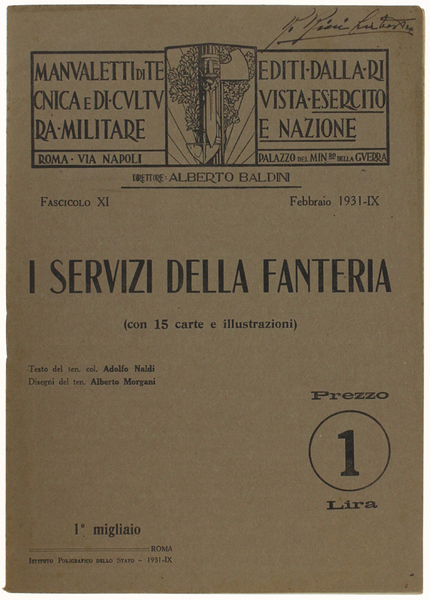 MANVALETTI DI TE
CNICA E DI CVLTV
RA·MILITARE
ROMA · VIA NAPOLI
EDITI·DALLA·RI
VISTA·ESERCITO
E NAZIONE
PALAZZO DEL MIN.RO DELLA GVERRA
DIRETTORE: ALBERTO BALDINI
FASCICOLO XI
Febbraio 1931-IX
I SERVIZI DELLA FANTERIA
(con 15 carte e illustrazioni)
Testo del ten. col. Adolfo Naldi
Disegni del ten. Alberto Morgani
Prezzo
1
Lira
1° migliaio
ROMA
ISTITUTO POLIGRAFICO DELLO STATO - 1931-IX